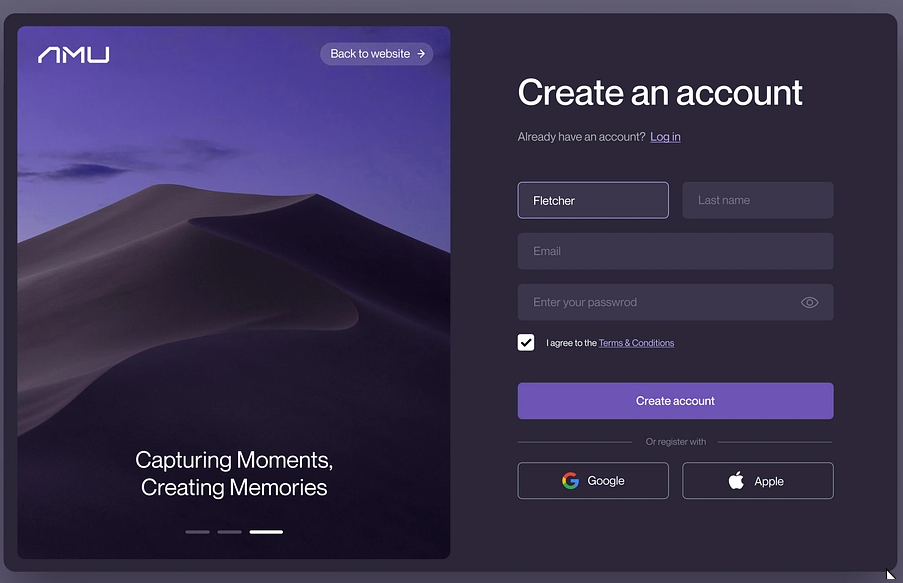 AMU
Back to website →
Capturing Moments,
Creating Memories
Create an account
Already have an account? Log in
Fletcher
Last name
Email
Enter your passwrod
I agree to the Terms & Conditions
Create account
Or register with
Google
Apple